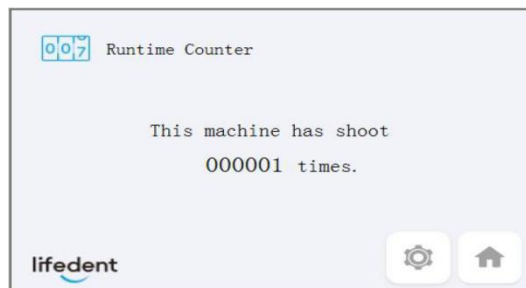 007 Runtime Counter
This machine has shoot
000001 times.
lifedent